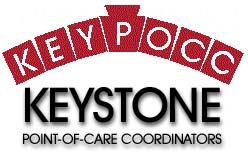 KEYPOCC
KEYSTONE
POINT-OF-CARE COORDINATORS